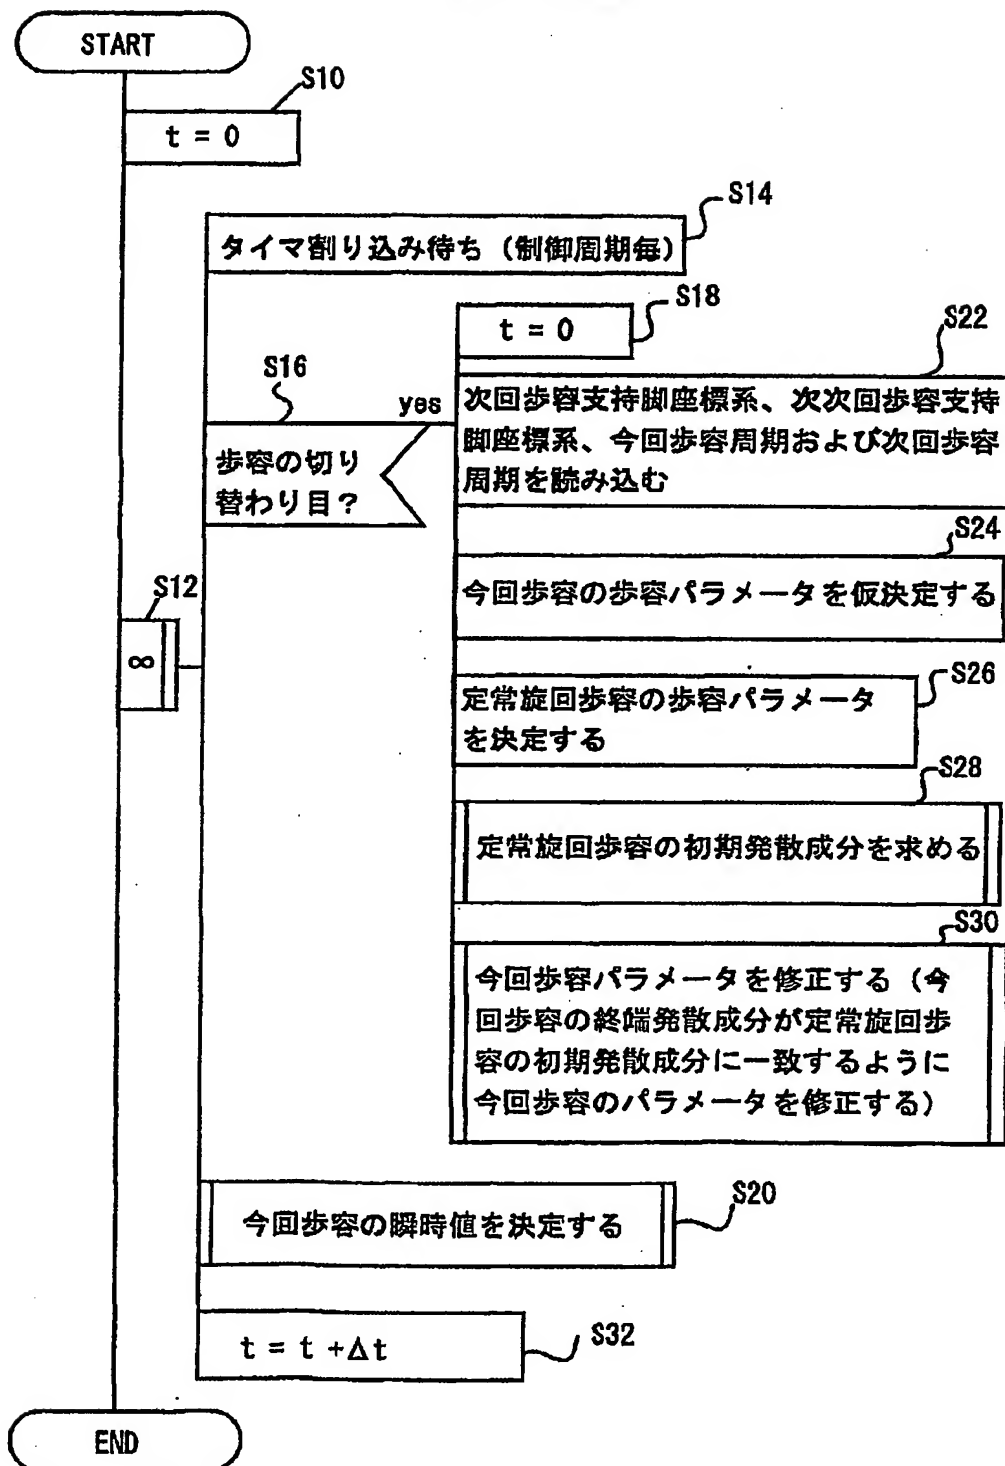 START
S10
t = 0
S14
タイマ割り込み待ち（制御周期毎）
S18
t = 0
S22
次回歩容支持脚座標系、次次回歩容支持
脚座標系、今回歩容周期および次回歩容
周期を読み込む
S16
yes
歩容の切り
替わり目？
S24
今回歩容の歩容パラメータを仮決定する
S12
∞
S26
定常旋回歩容の歩容パラメータ
を決定する
S28
定常旋回歩容の初期発散成分を求める
S30
今回歩容パラメータを修正する（今
回歩容の終端発散成分が定常旋回歩
容の初期発散成分に一致するように
今回歩容のパラメータを修正する）
S20
今回歩容の瞬時値を決定する
S32
t = t +Δt
END